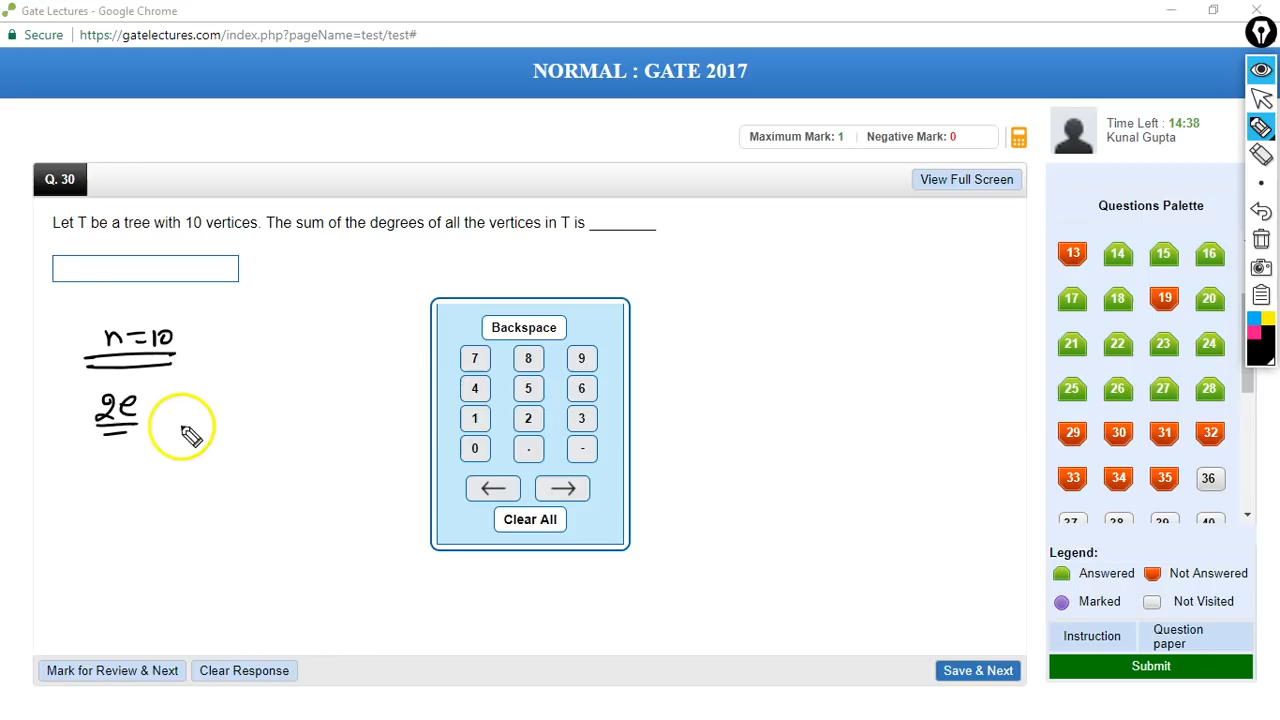 Gate Lectures - Google Chrome
Secure https://gatelectures.com/index.php?pageName=test/test#
NORMAL : GATE 2017
Maximum Mark: 1 | Negative Mark: 0
Time Left : 14:38
Kunal Gupta
Q. 30
View Full Screen
Let T be a tree with 10 vertices. The sum of the degrees of all the vertices in T is ________
n=10
2e
Backspace
7 8 9
4 5 6
1 2 3
0 . -
← →
Clear All
Questions Palette
13 14 15 16
17 18 19 20
21 22 23 24
25 26 27 28
29 30 31 32
33 34 35 36
37 38 39 40
Legend:
Answered Not Answered
Marked Not Visited
Instruction Question paper
Submit
Mark for Review & Next Clear Response Save & Next